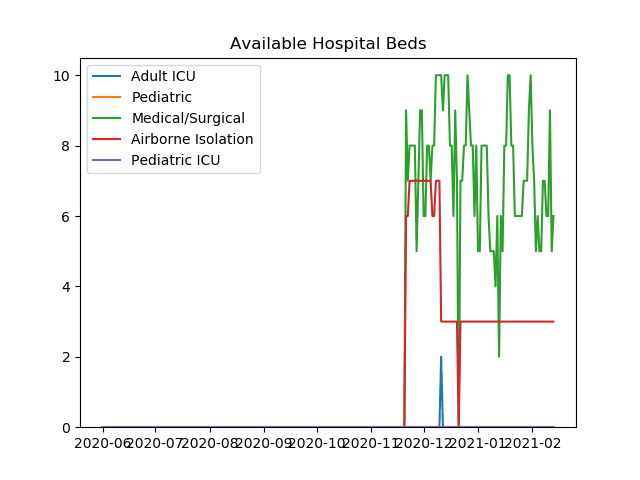 Available Hospital Beds
Adult ICU
Pediatric
Medical/Surgical
Airborne Isolation
Pediatric ICU
10
8
6
4
2
0
2020-06 2020-07 2020-08 2020-09 2020-10 2020-11 2020-12 2021-01 2021-02